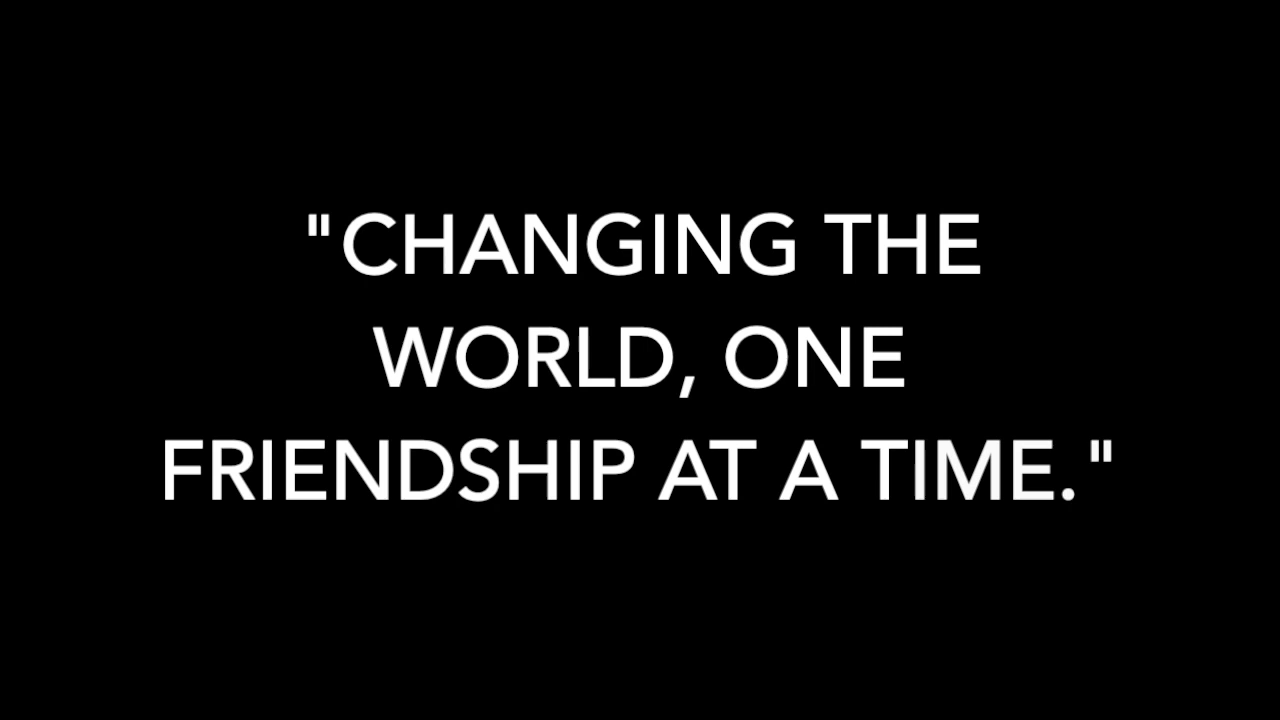 "CHANGING THE
WORLD, ONE
FRIENDSHIP AT A TIME."